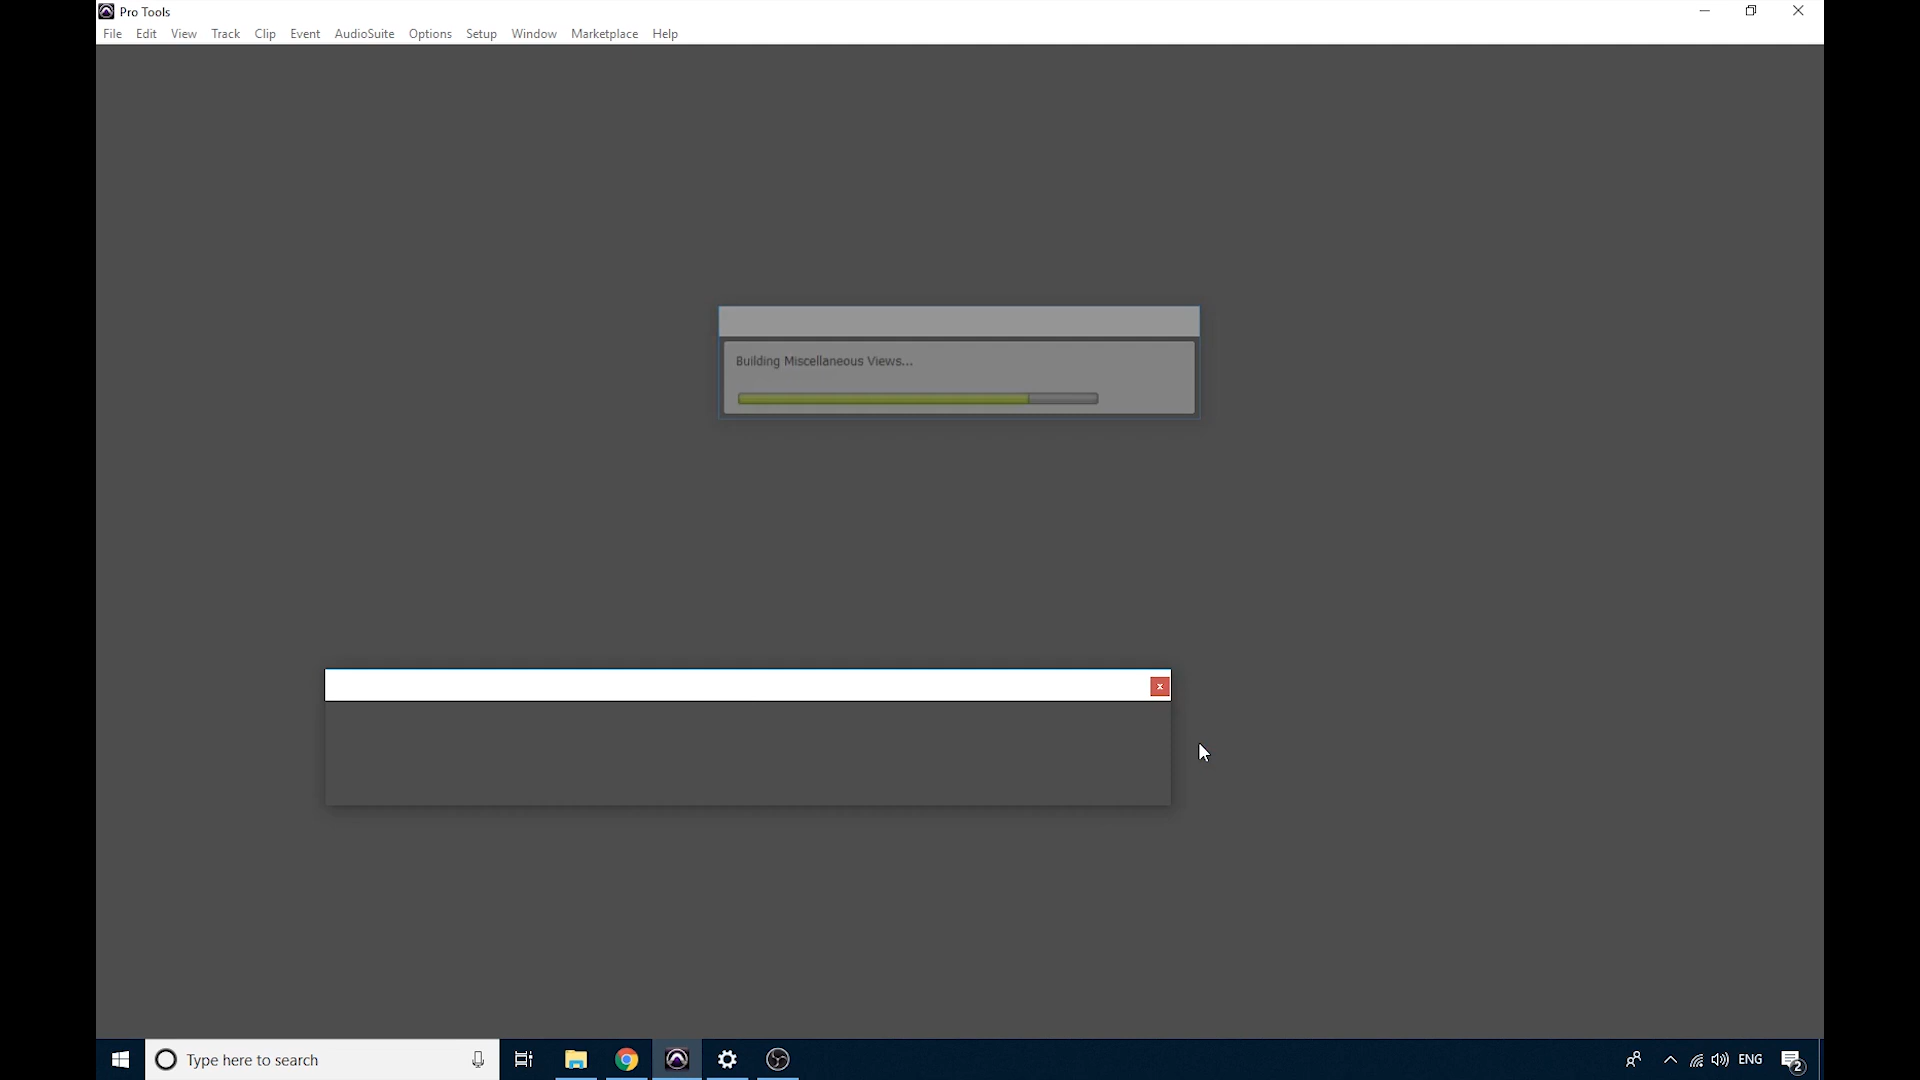 Pro Tools
File Edit View Track Clip Event AudioSuite Options Setup Window Marketplace Help
Building Miscellaneous Views...
x
Type here to search
ENG
2